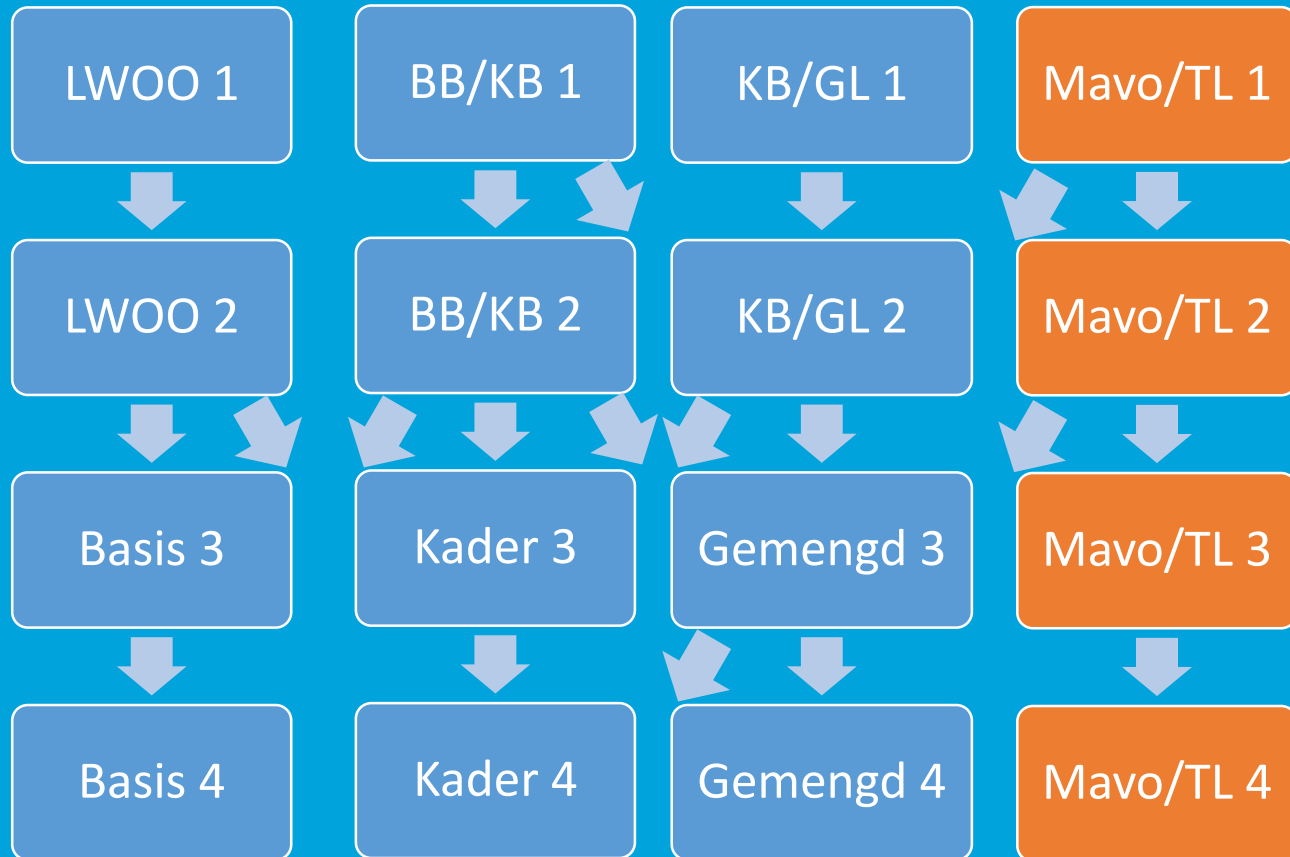 LWOO 1
BB/KB 1
KB/GL 1
Mavo/TL 1
LWOO 2
BB/KB 2
KB/GL 2
Mavo/TL 2
Basis 3
Kader 3
Gemengd 3
Mavo/TL 3
Basis 4
Kader 4
Gemengd 4
Mavo/TL 4